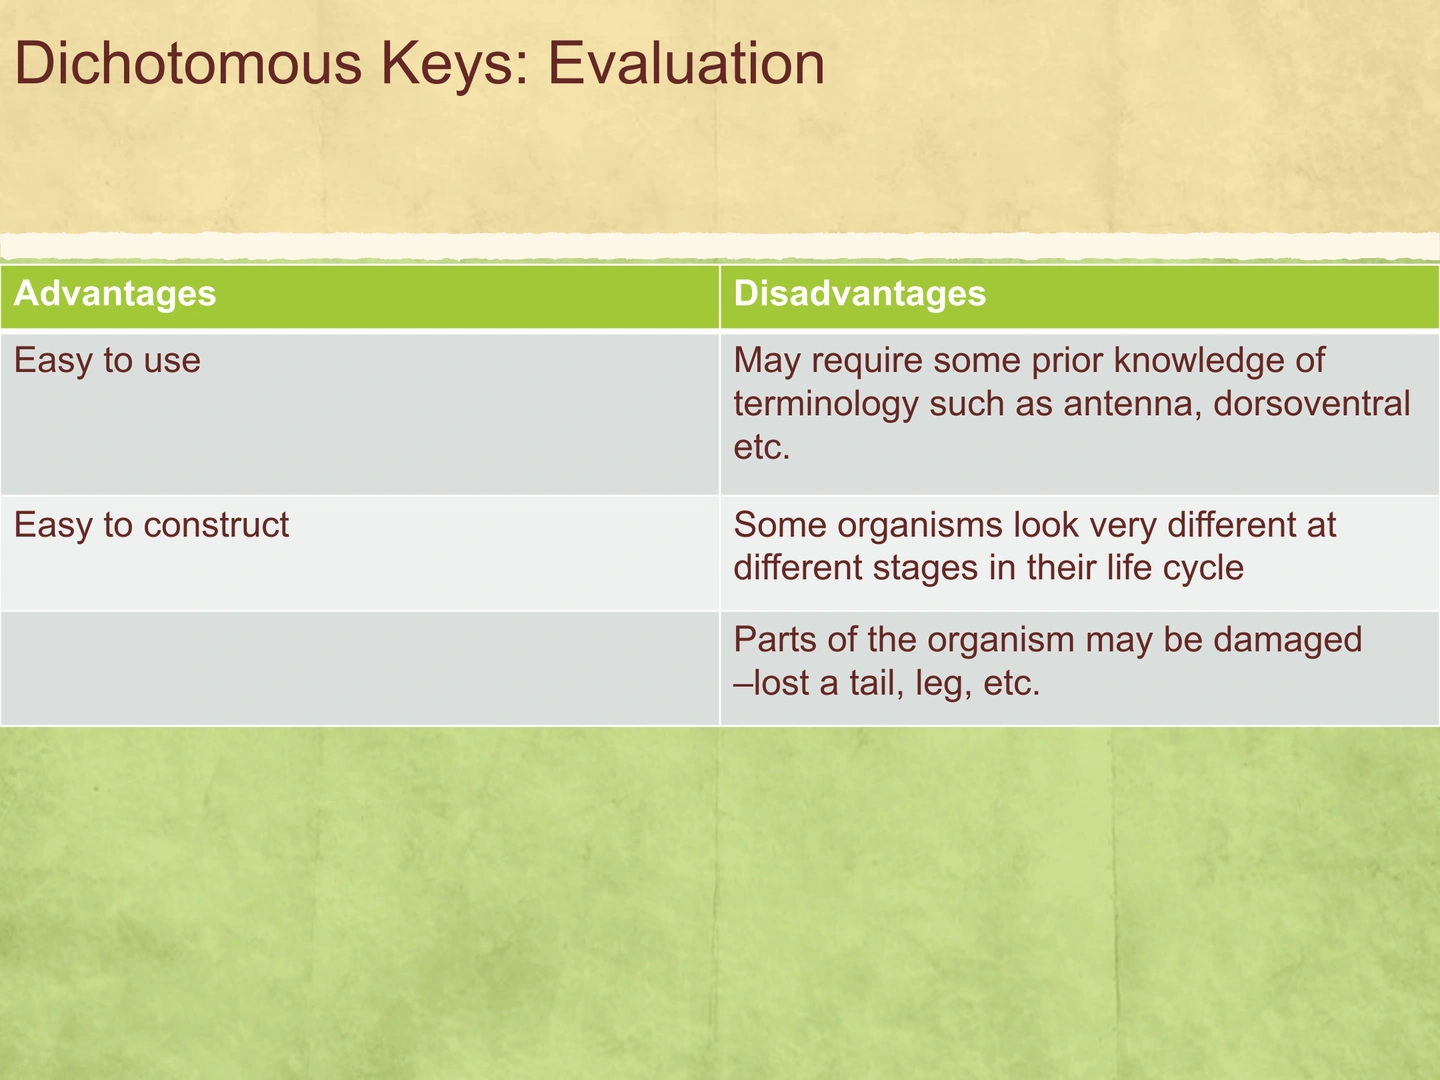 Dichotomous Keys: Evaluation
Advantages
Disadvantages
Easy to use
May require some prior knowledge of
terminology such as antenna, dorsoventral
etc.
Easy to construct
Some organisms look very different at
different stages in their life cycle
Parts of the organism may be damaged
–lost a tail, leg, etc.